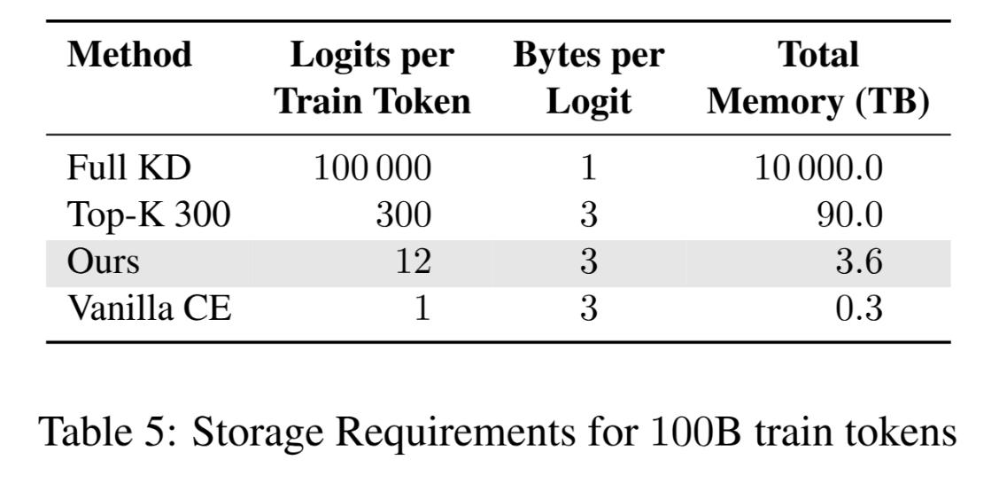 Method Logits per Bytes per Total
Train Token Logit Memory (TB)
Full KD 100 000 1 10 000.0
Top-K 300 300 3 90.0
Ours 12 3 3.6
Vanilla CE 1 3 0.3
Table 5: Storage Requirements for 100B train tokens